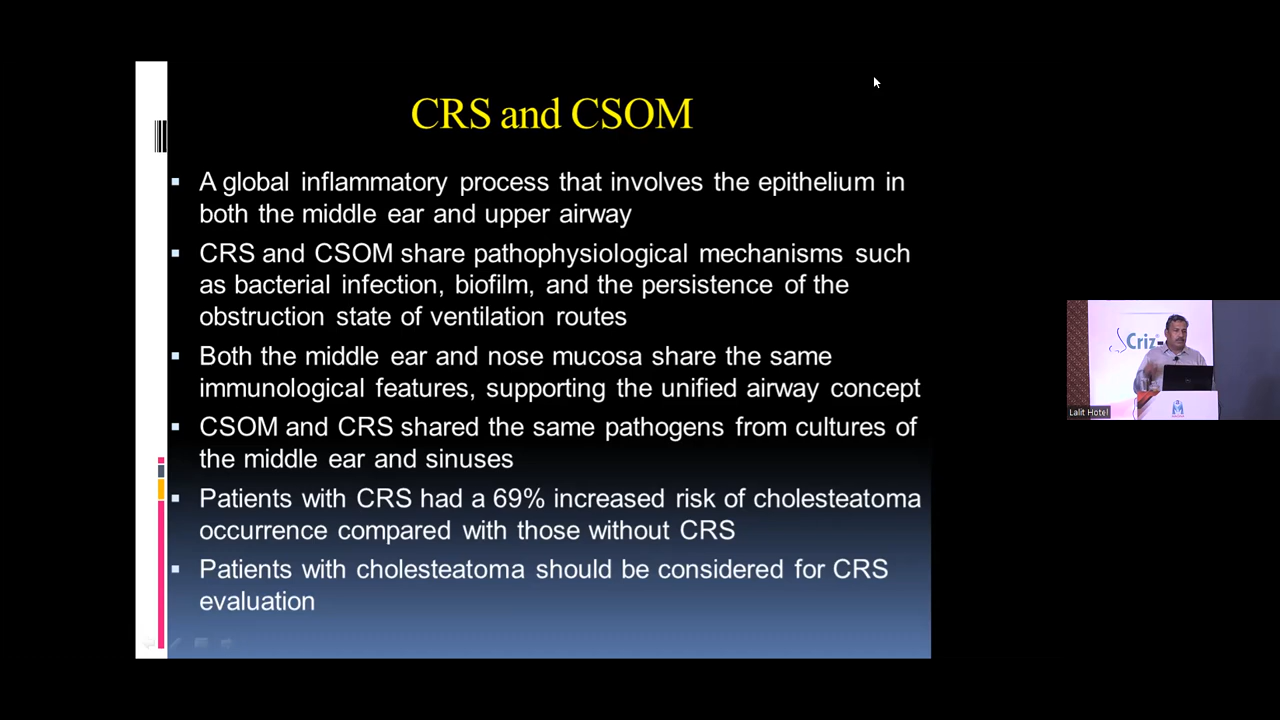 CRS and CSOM
A global inflammatory process that involves the epithelium in
both the middle ear and upper airway
CRS and CSOM share pathophysiological mechanisms such
as bacterial infection, biofilm, and the persistence of the
obstruction state of ventilation routes
Both the middle ear and nose mucosa share the same
immunological features, supporting the unified airway concept
CSOM and CRS shared the same pathogens from cultures of
the middle ear and sinuses
Patients with CRS had a 69% increased risk of cholesteatoma
occurrence compared with those without CRS
Patients with cholesteatoma should be considered for CRS
evaluation
Criz
Lalit Hotel